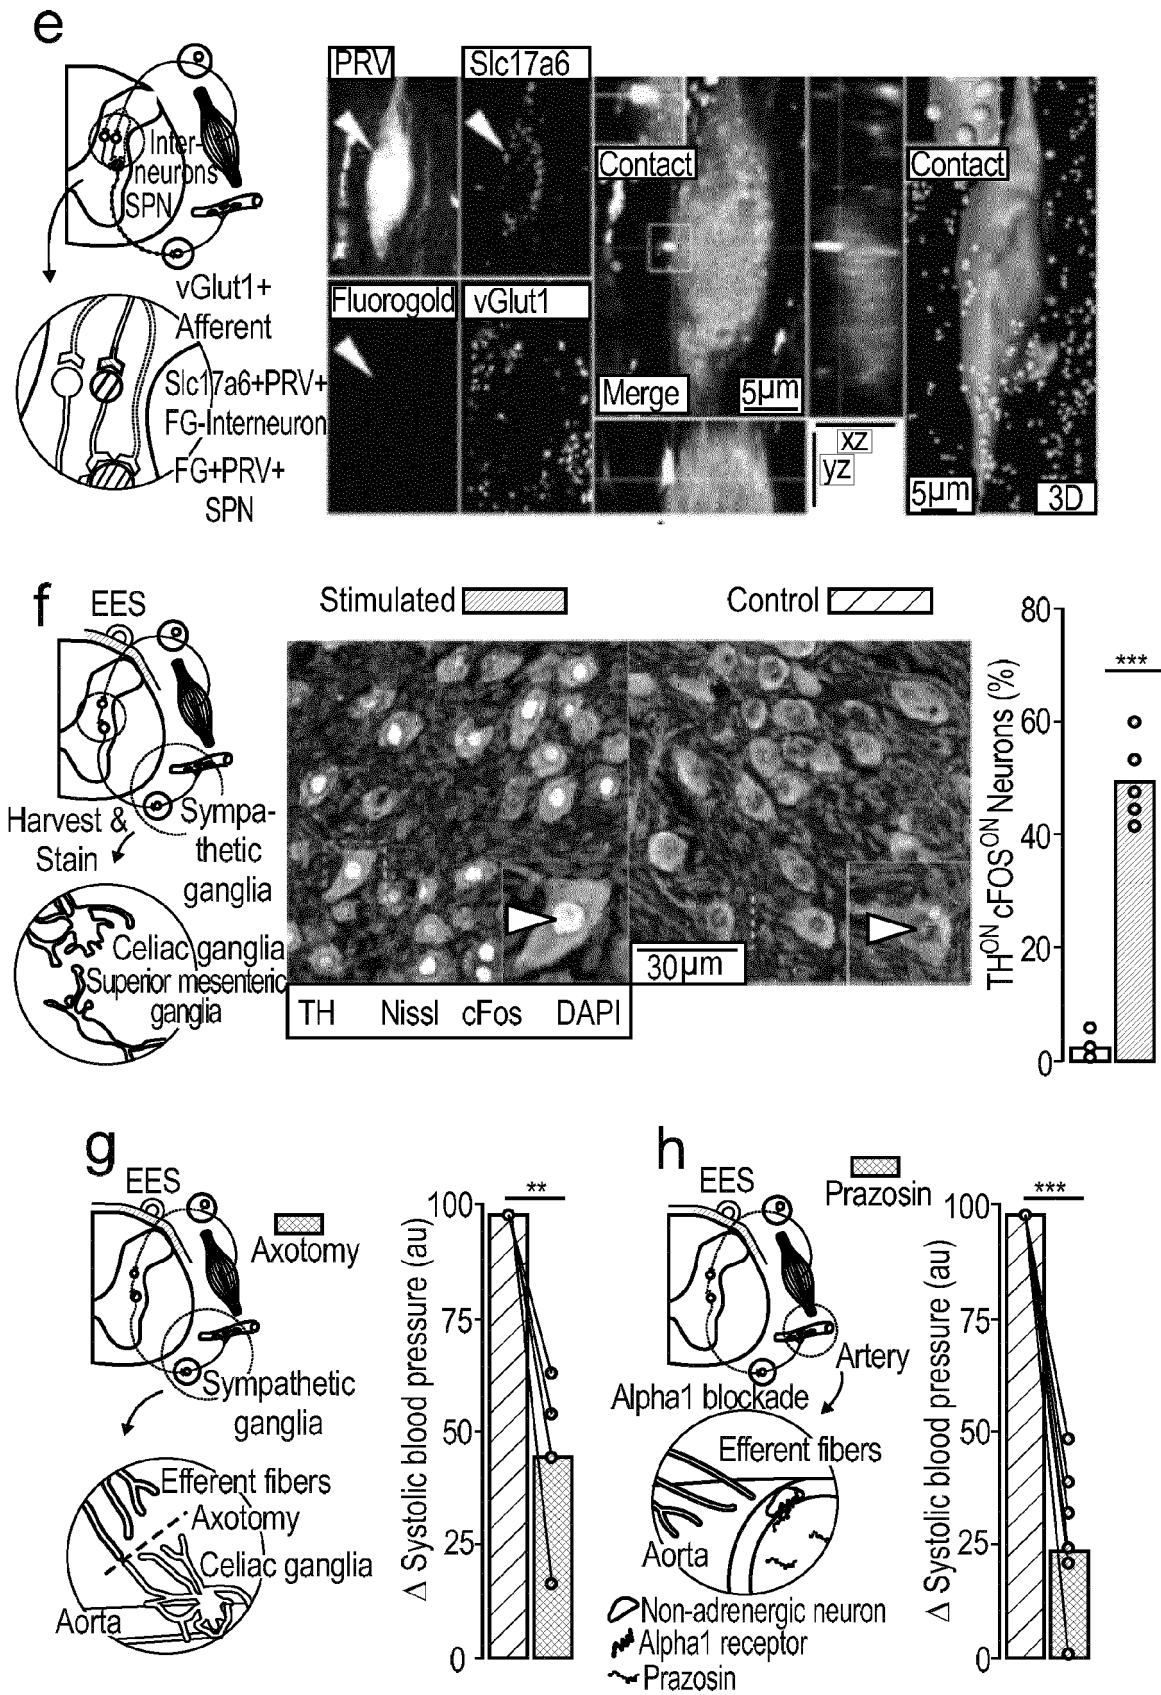 e
Inter-
neurons
SPN
vGlut1+
Afferent
Slc17a6+PRV+
FG-Interneuron
FG+PRV+
SPN
PRV
Slc17a6
Fluorogold
vGlut1
Contact
Merge
5µm
xz
yz
Contact
5µm
3D
f
EES
Harvest &
Stain
Sympa-
thetic
ganglia
Celiac ganglia
Superior mesenteric
ganglia
Stimulated
Control
30µm
TH Nissl cFos DAPI
TH ON cFOS ON Neurons (%)
80
60
40
20
0
***
g
EES
Axotomy
Sympathetic
ganglia
Efferent fibers
Axotomy
Celiac ganglia
Aorta
Δ Systolic blood pressure (au)
100
75
50
25
0
**
h
EES
Prazosin
Artery
Alpha1 blockade
Efferent fibers
Aorta
Non-adrenergic neuron
Alpha1 receptor
Prazosin
Δ Systolic blood pressure (au)
100
75
50
25
0
***